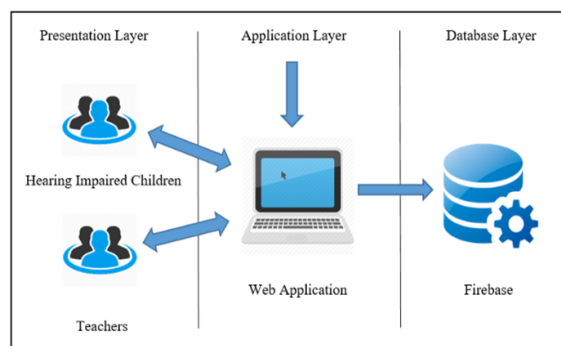 Presentation Layer
Application Layer
Database Layer
Hearing Impaired Children
Web Application
Firebase
Teachers